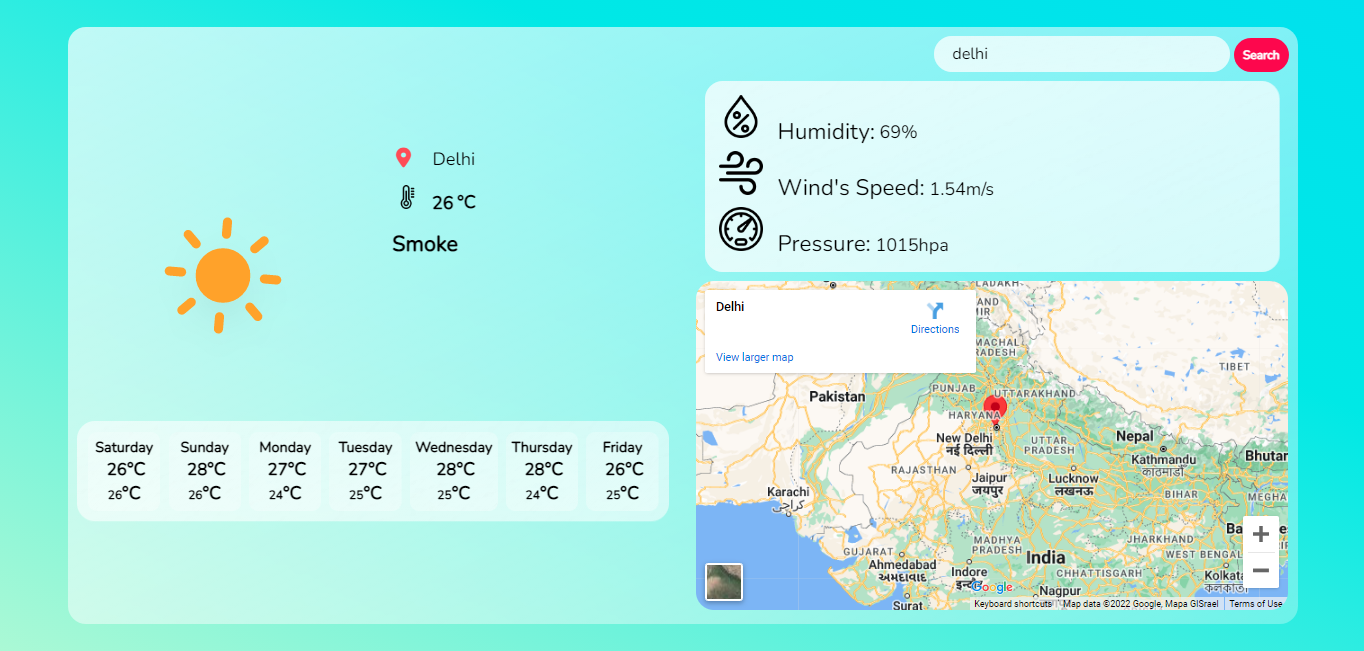 delhi
Search
Delhi
26 °C
Smoke
Humidity: 69%
Wind's Speed: 1.54m/s
Pressure: 1015hpa
Saturday
26°C
26°C
Sunday
28°C
26°C
Monday
27°C
24°C
Tuesday
27°C
25°C
Wednesday
28°C
25°C
Thursday
28°C
24°C
Friday
26°C
25°C
Delhi
Directions
View larger map
LADAKH
TIBET
Pakistan
PUNJAB
UTTARAKHAND
HARYANA
New Delhi
नई दिल्ली
UTTAR
PRADESH
Nepal
Kathmandu
काठमाडौं
Bhutan
RAJASTHAN
Jaipur
जयपुर
Lucknow
लखनऊ
BIHAR
Karachi
کراچی
GUJARAT
Ahmedabad
અમદાવાદ
MADHYA
PRADESH
India
JHARKHAND
WEST BENGAL
CHHATTISGARH
Indore
इन्दौर
Kolkata
Surat
Nagpur
Google
Keyboard shortcuts
Map data ©2022 Google, Mapa GISrael
Terms of Use